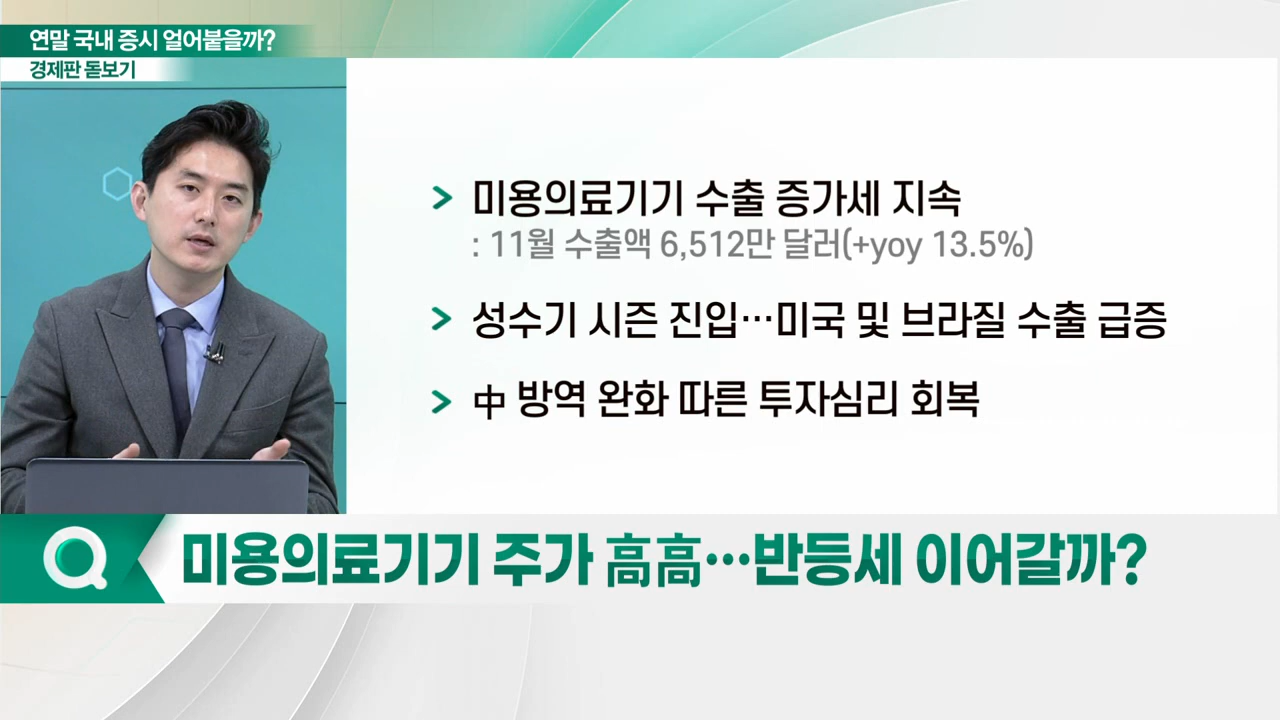 연말 국내 증시 얼어붙을까?
경제판 돋보기
> 미용의료기기 수출 증가세 지속
: 11월 수출액 6,512만 달러(+yoy 13.5%)
> 성수기 시즌 진입…미국 및 브라질 수출 급증
> 中 방역 완화 따른 투자심리 회복
미용의료기기 주가 高高…반등세 이어갈까?